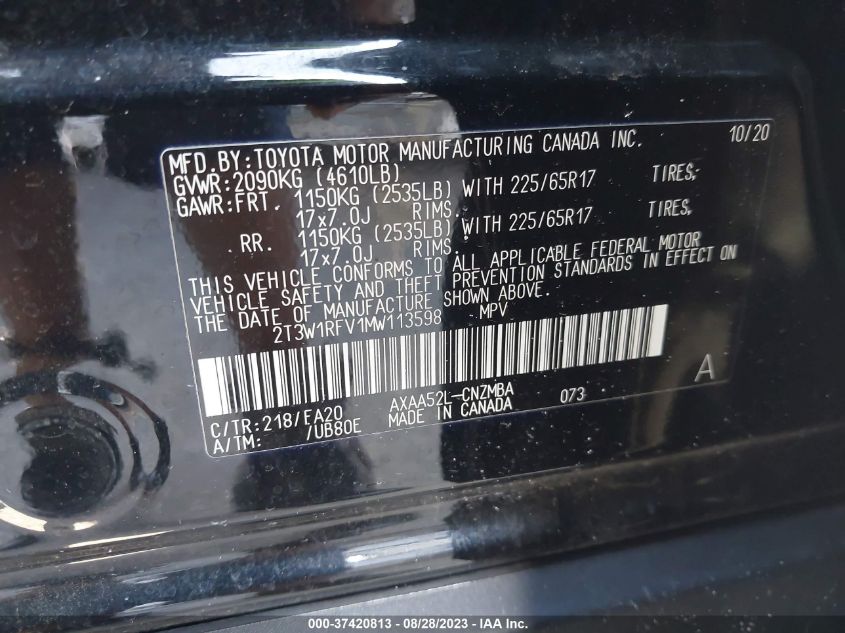 MFD. BY: TOYOTA MOTOR MANUFACTURING CANADA INC. 10/20
GVWR: 2090KG (4610LB)
GAWR: FRT. 1150KG (2535LB) WITH 225/65R17 TIRES,
17x7.0J RIMS.
RR. 1150KG (2535LB) WITH 225/65R17 TIRES,
17x7.0J RIMS
THIS VEHICLE CONFORMS TO ALL APPLICABLE FEDERAL MOTOR
VEHICLE SAFETY AND THEFT PREVENTION STANDARDS IN EFFECT ON
THE DATE OF MANUFACTURE SHOWN ABOVE.
2T3W1RFV1MW113598 MPV
A
C/TR: 218/EA20 AXAA52L-CNZMBA 073
A/TM: /UB80E MADE IN CANADA
000-37420813 / 08/28/2023 - IAA Inc.